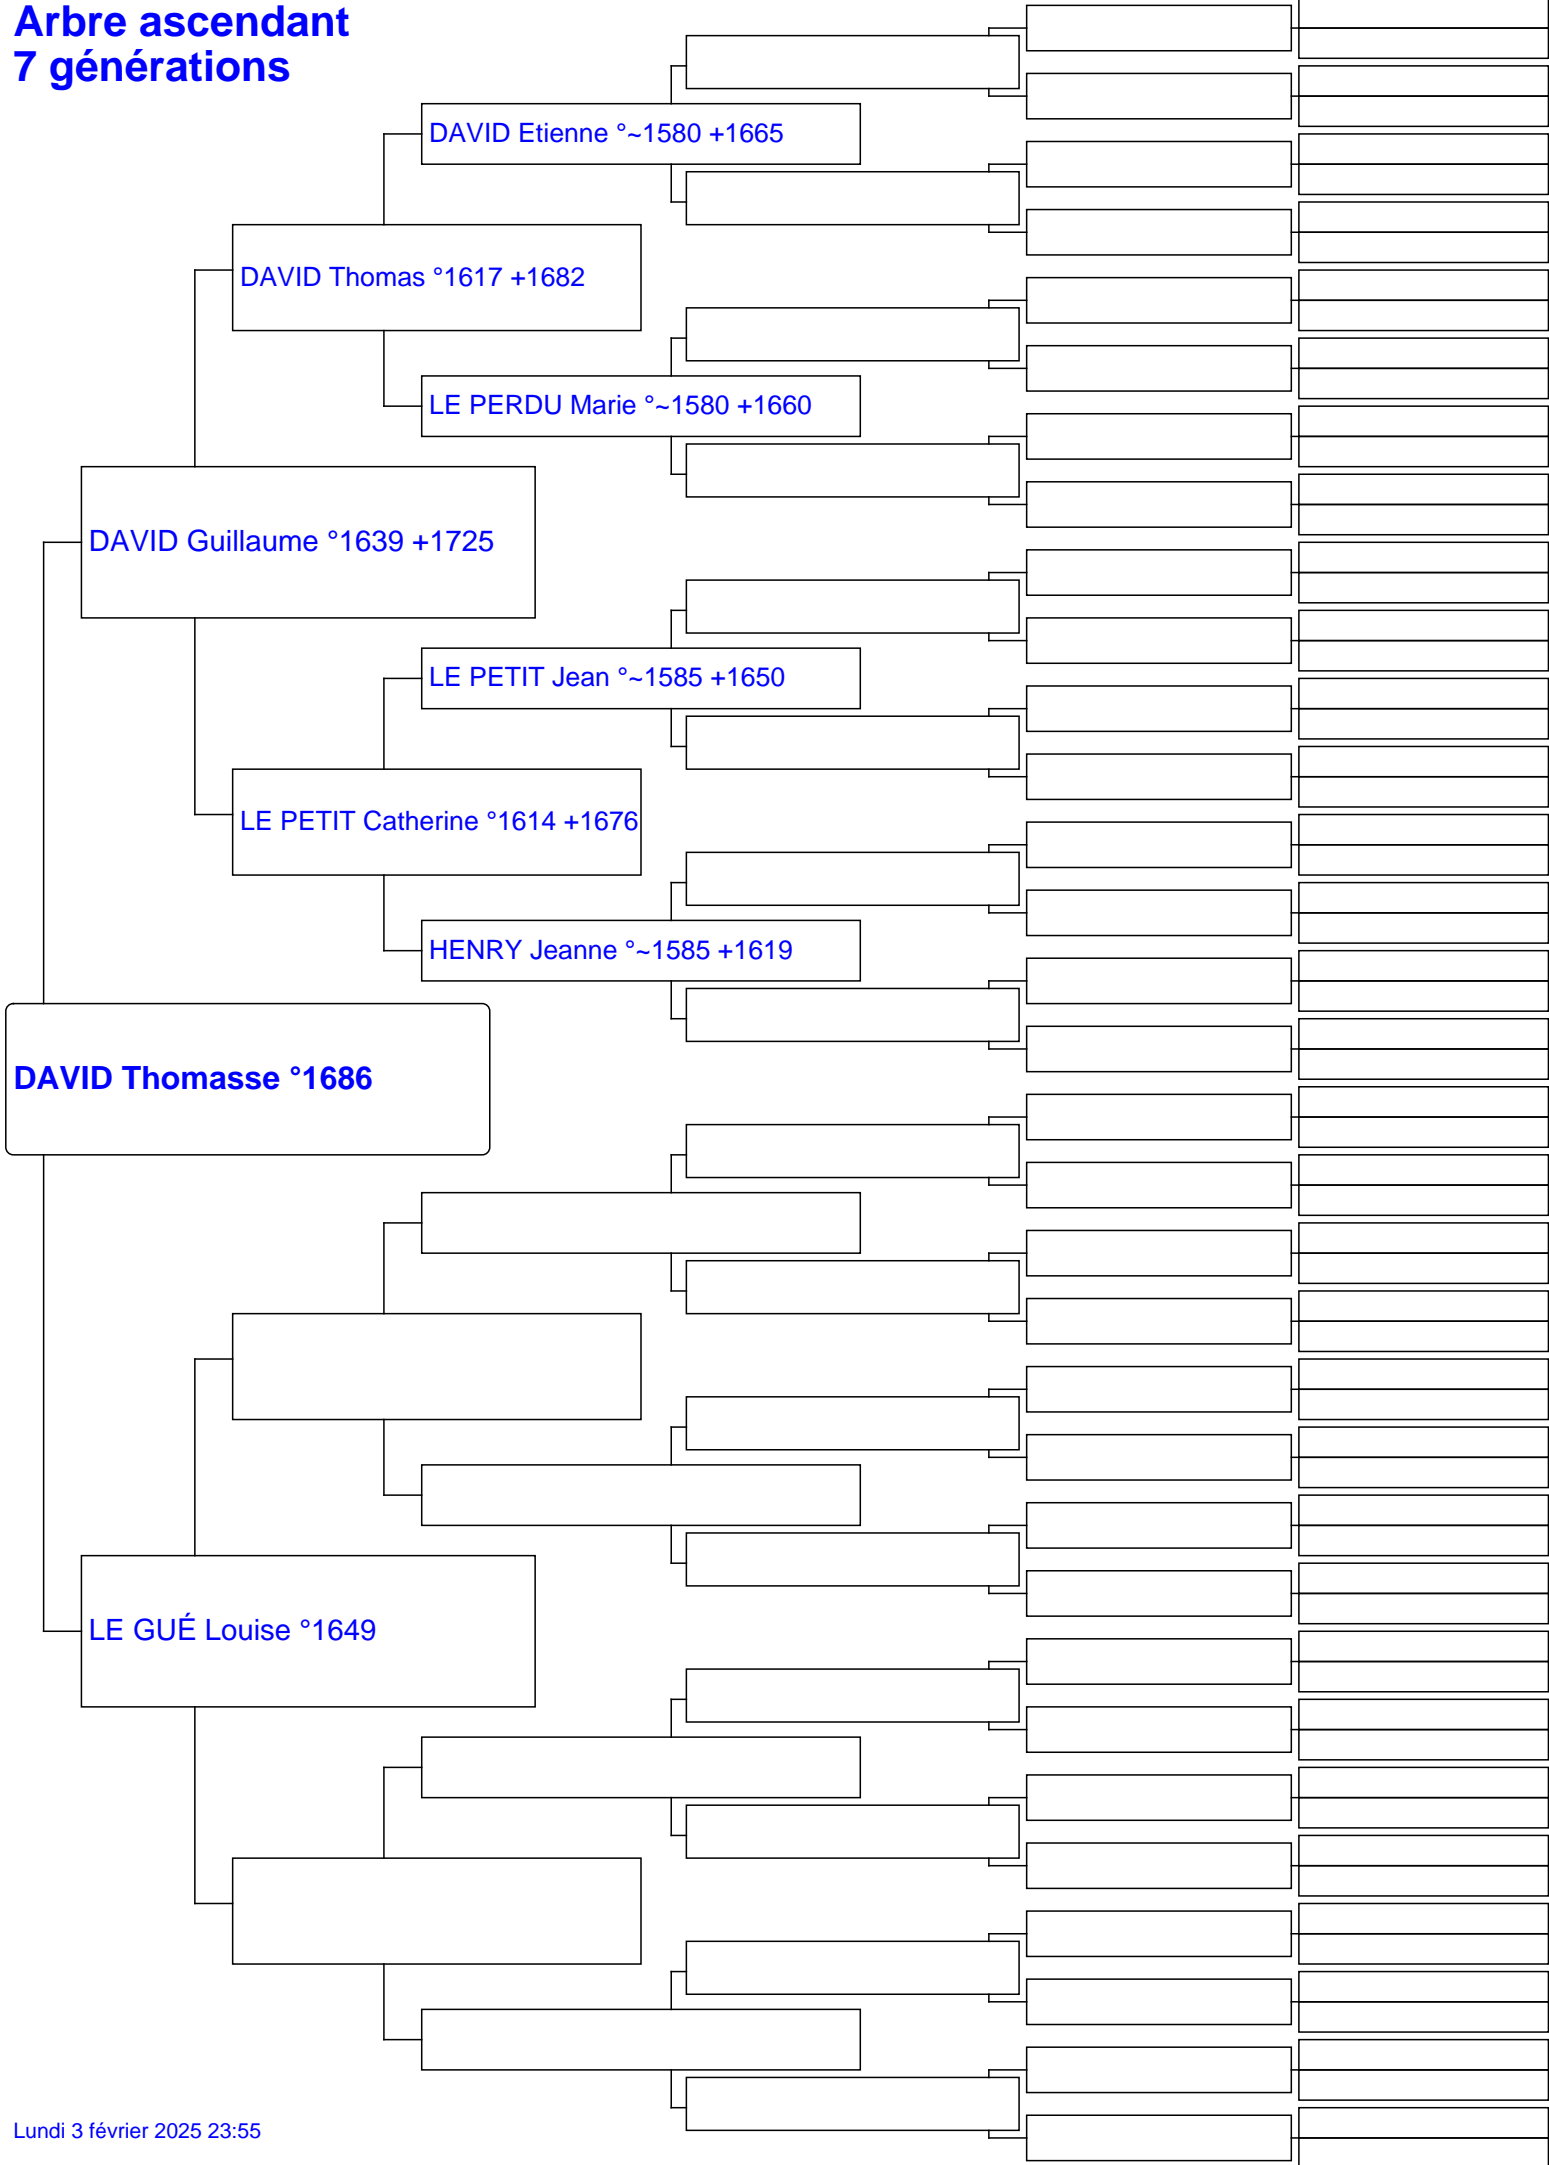 Arbre ascendant
7 générations
DAVID Etienne °~1580 +1665
DAVID Thomas °1617 +1682
LE PERDU Marie °~1580 +1660
DAVID Guillaume °1639 +1725
LE PETIT Jean °~1585 +1650
LE PETIT Catherine °1614 +1676
HENRY Jeanne °~1585 +1619
DAVID Thomasse °1686
LE GUÉ Louise °1649
Lundi 3 février 2025 23:55